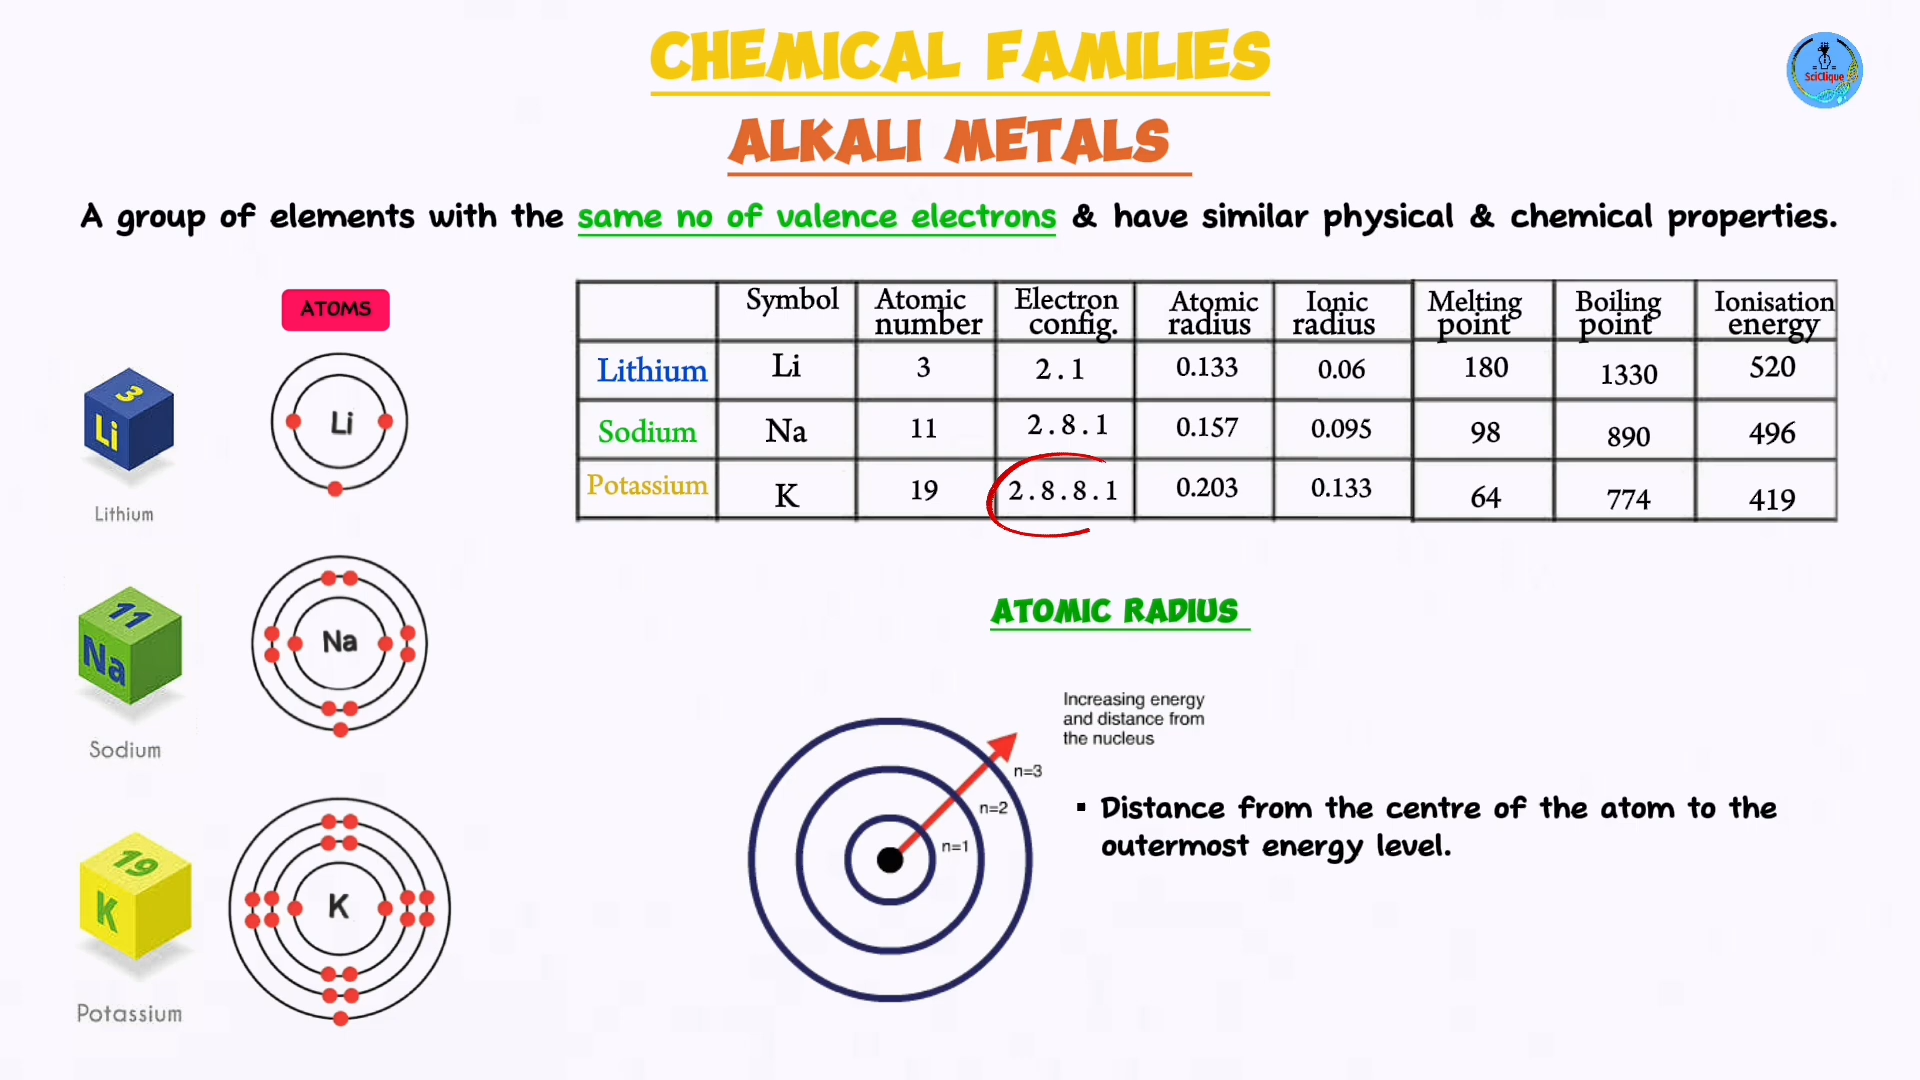 CHEMICAL FAMILIES
SciClique
ALKALI METALS
A group of elements with the same no of valence electrons & have similar physical & chemical properties.
ATOMS
3
Li
Lithium
Li
11
Na
Sodium
Na
19
K
Potassium
K
Symbol Atomic number Electron config. Atomic radius Ionic radius Melting point Boiling point Ionisation energy
Lithium Li 3 2.1 0.133 0.06 180 1330 520
Sodium Na 11 2.8.1 0.157 0.095 98 890 496
Potassium K 19 2.8.8.1 0.203 0.133 64 774 419
ATOMIC RADIUS
Increasing energy
and distance from
the nucleus
n=3
n=2
n=1
▪ Distance from the centre of the atom to the
outermost energy level.